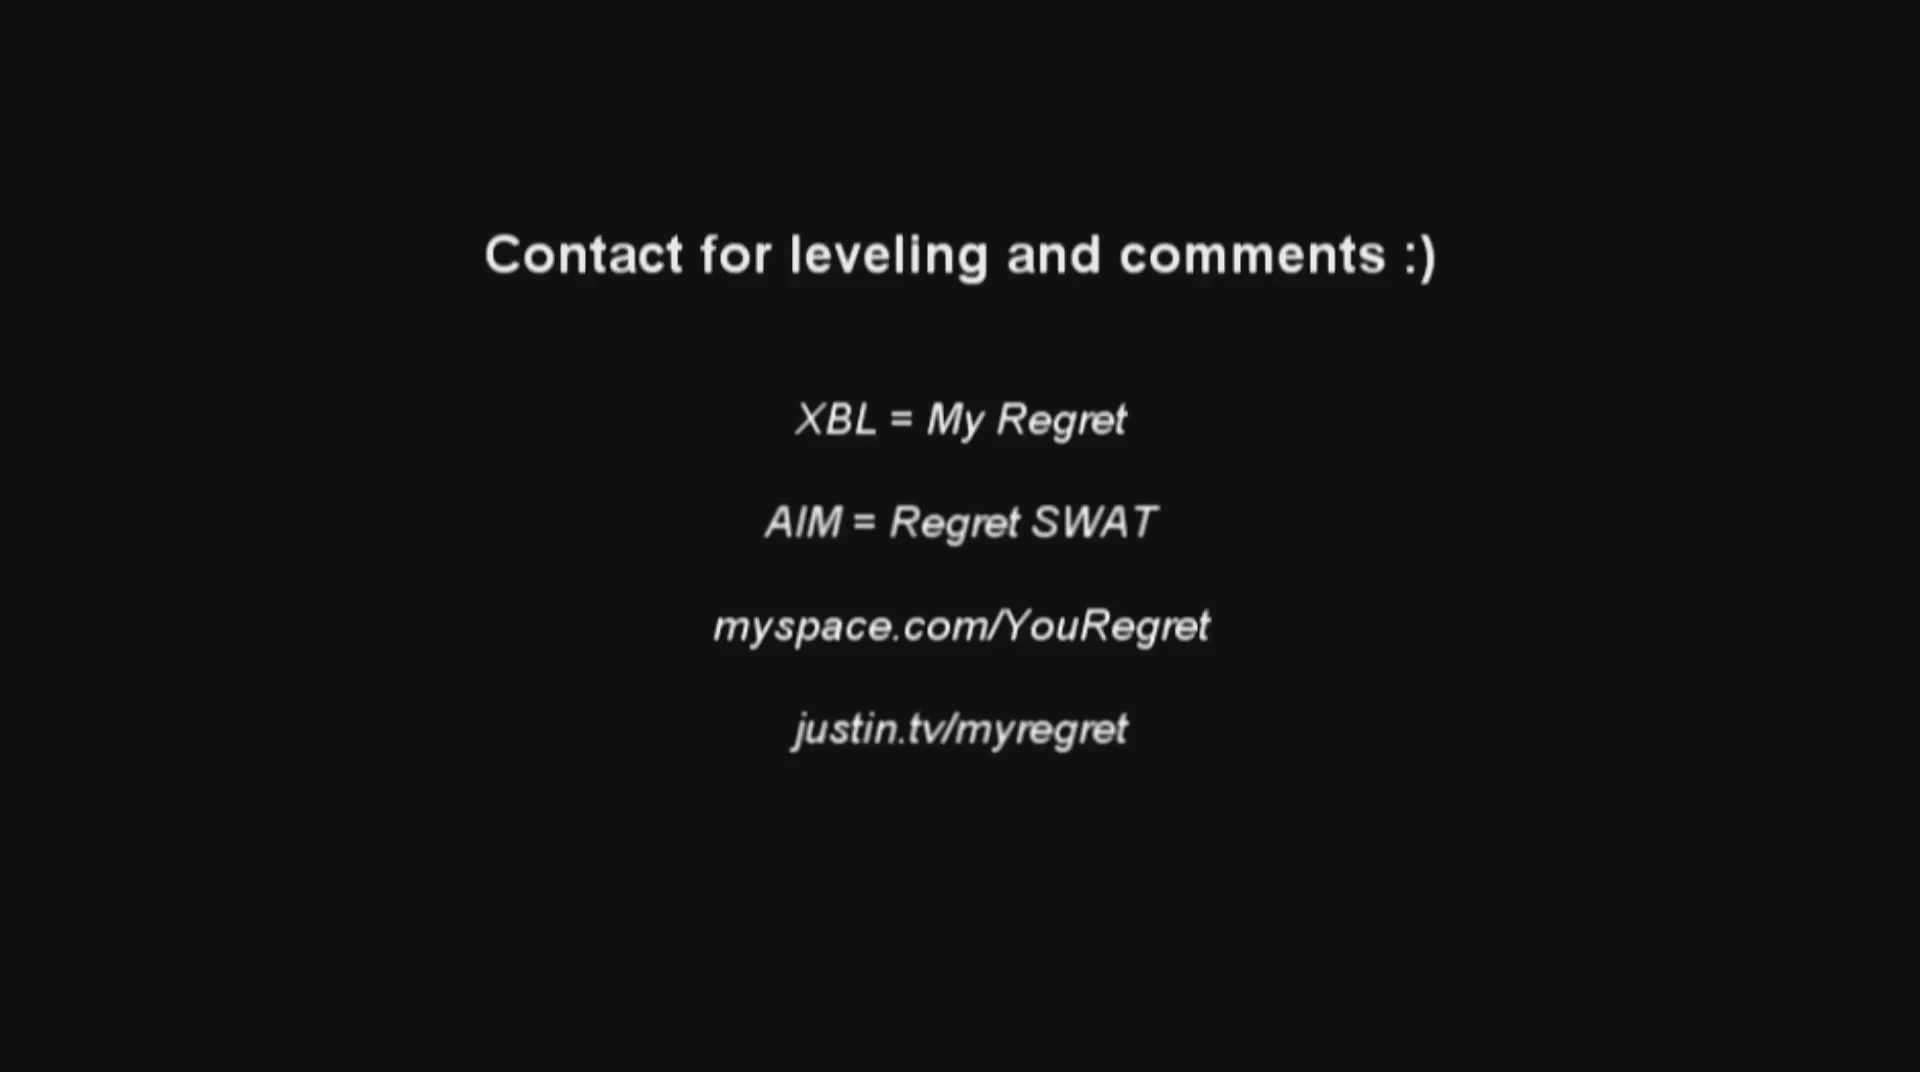 Contact for leveling and comments :)
XBL = My Regret
AIM = Regret SWAT
myspace.com/YouRegret
justin.tv/myregret